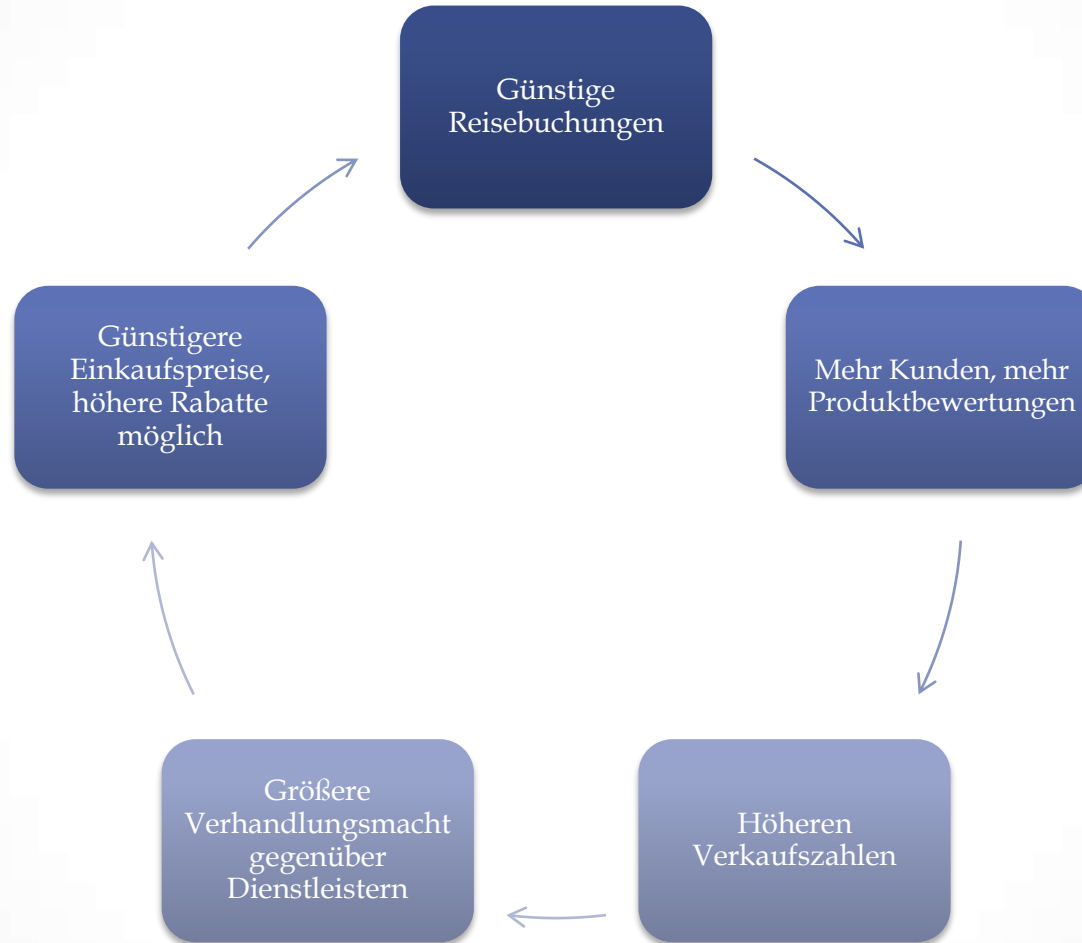 Günstige
Reisebuchungen
Mehr Kunden, mehr
Produktbewertungen
Höheren
Verkaufszahlen
Größere
Verhandlungsmacht
gegenüber
Dienstleistern
Günstigere
Einkaufspreise,
höhere Rabatte
möglich